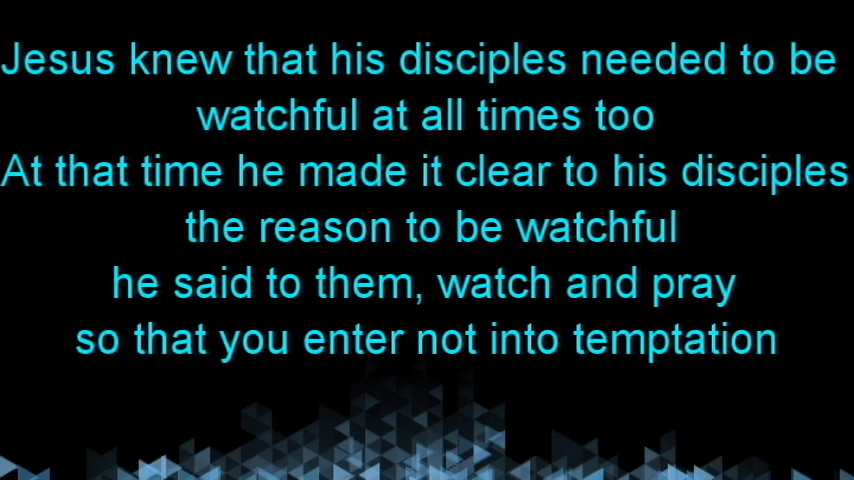 Jesus knew that his disciples needed to be
watchful at all times too
At that time he made it clear to his disciples
the reason to be watchful
he said to them, watch and pray
so that you enter not into temptation